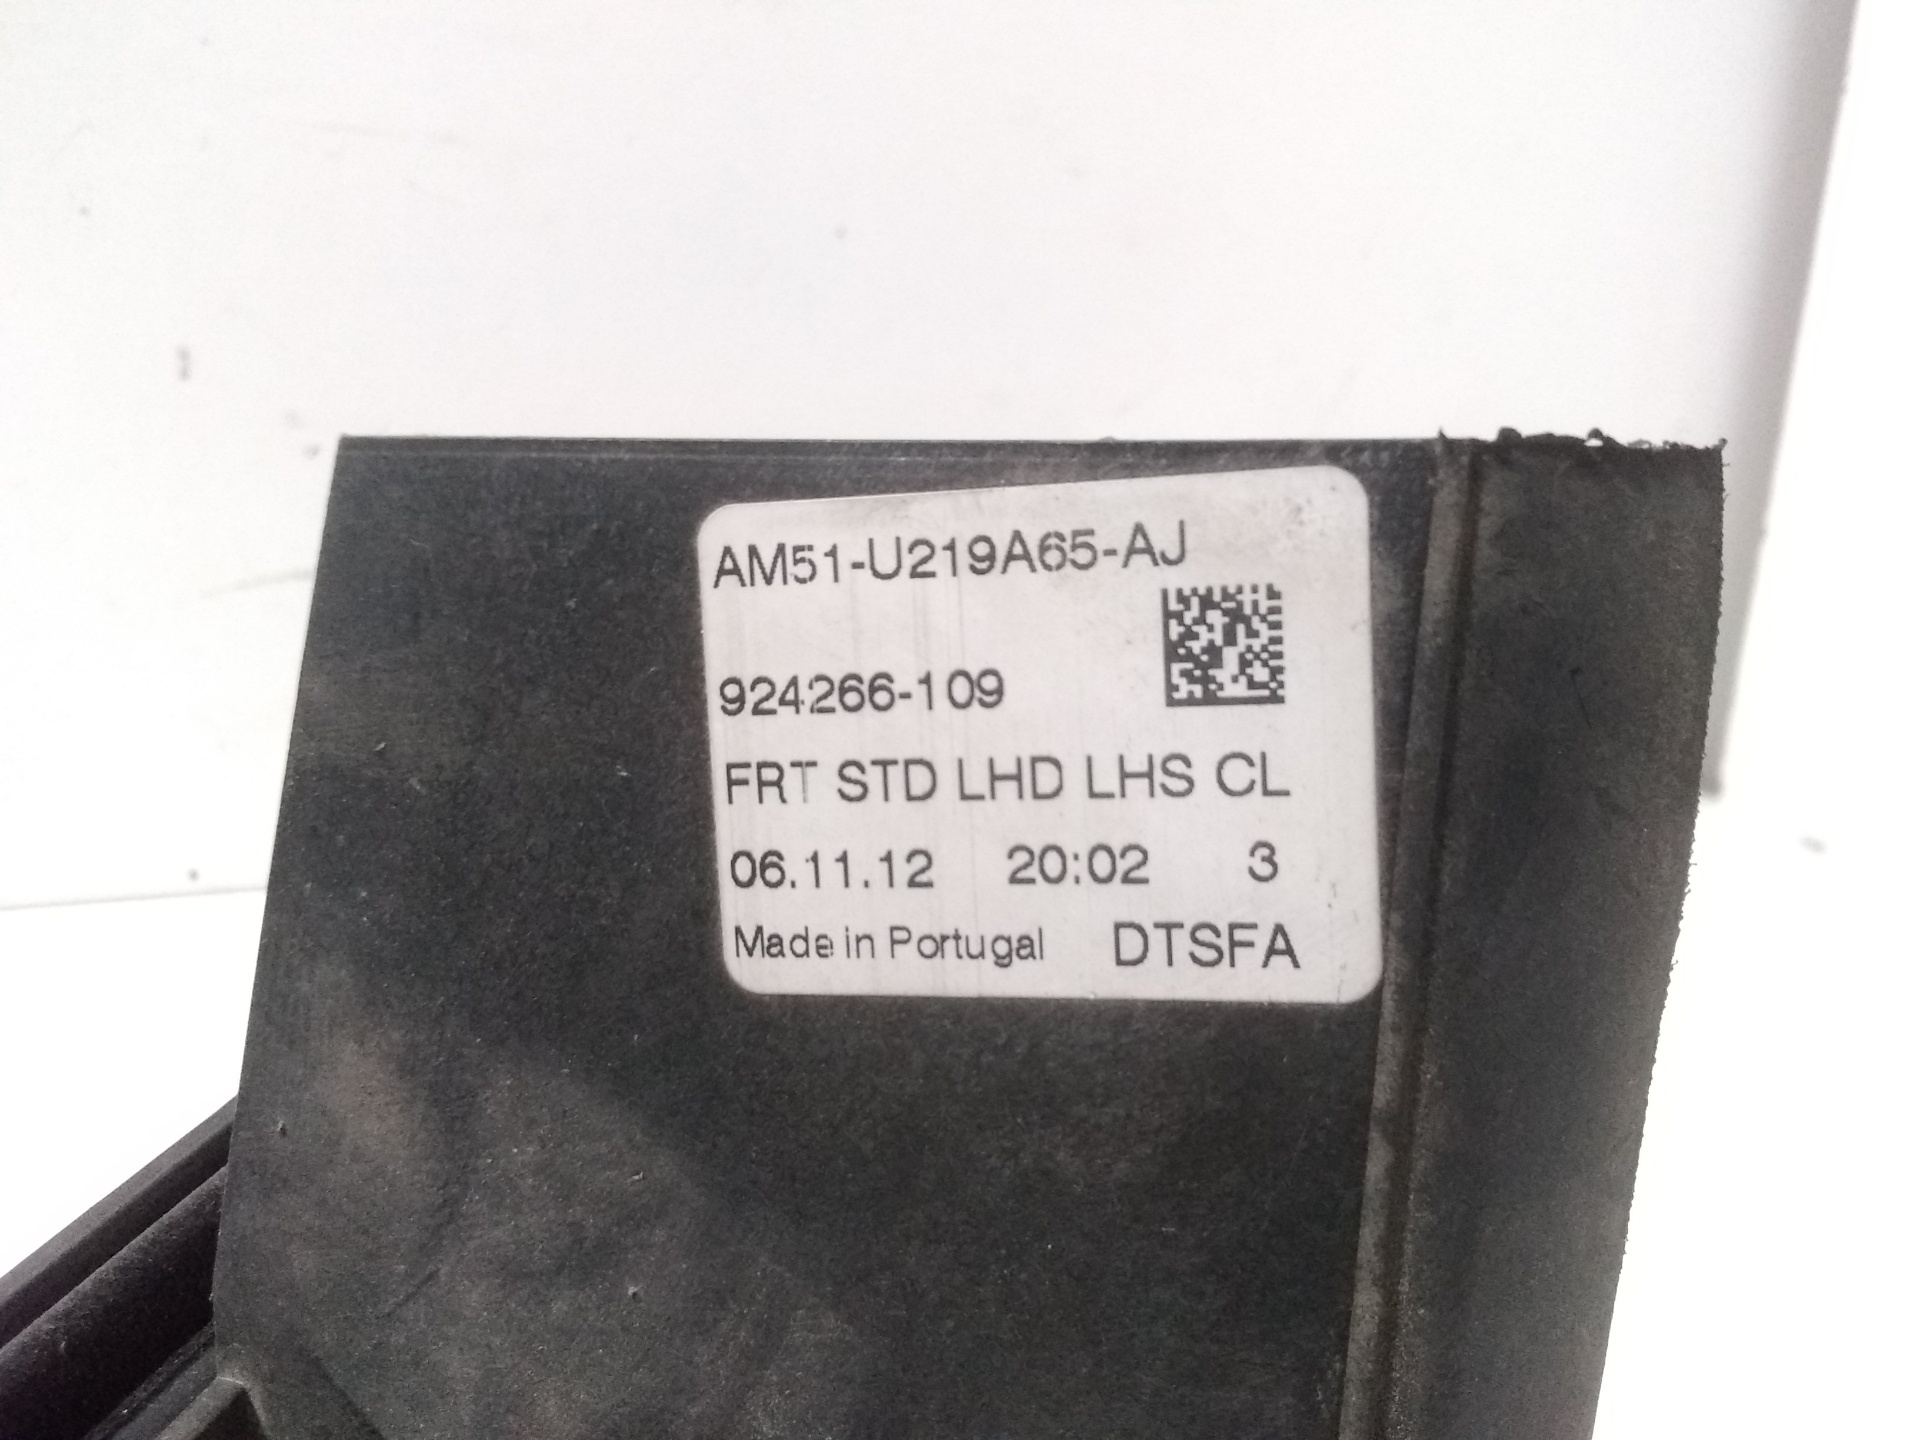 AM51-U219A65-AJ
924266-109
FRT STD LHD LHS CL
06.11.12 20:02 3
Made in Portugal DTSFA